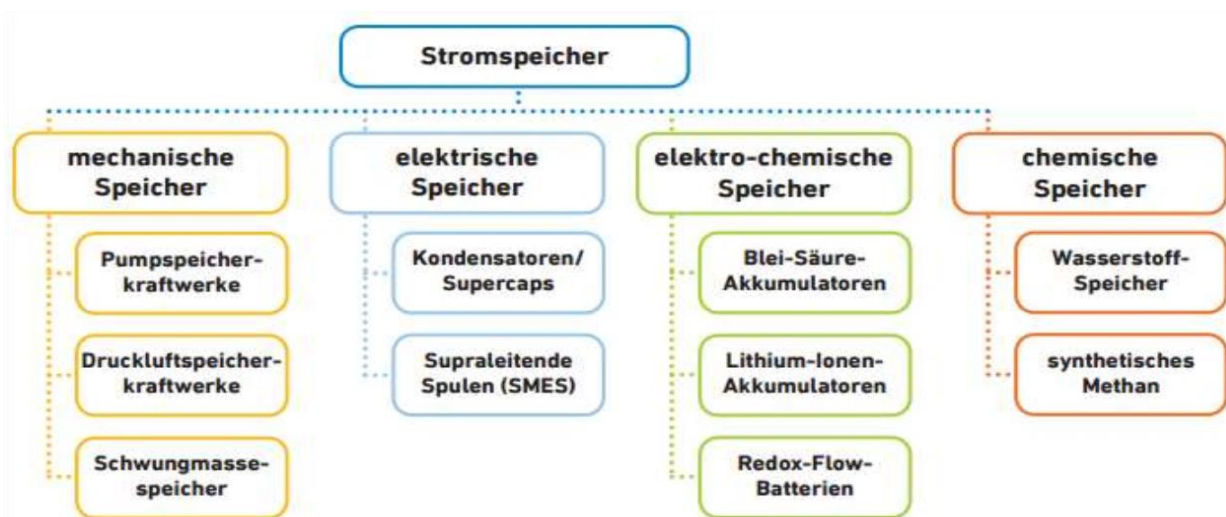 Stromspeicher
mechanische
Speicher
Pumpspeicher-
kraftwerke
Druckluftspeicher-
kraftwerke
Schwungmasse-
speicher
elektrische
Speicher
Kondensatoren/
Supercaps
Supraleitende
Spulen (SMES)
elektro-chemische
Speicher
Blei-Säure-
Akkumulatoren
Lithium-Ionen-
Akkumulatoren
Redox-Flow-
Batterien
chemische
Speicher
Wasserstoff-
Speicher
synthetisches
Methan